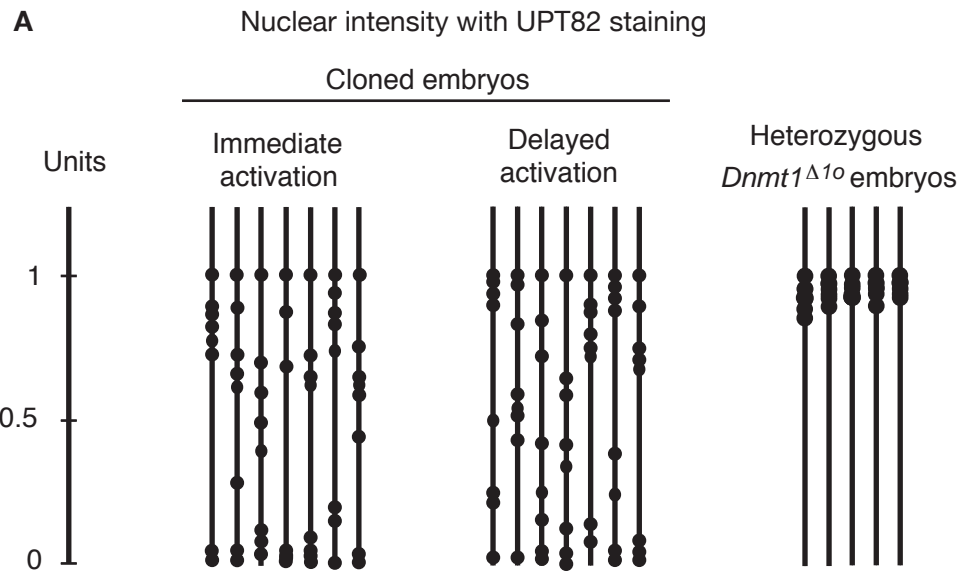 A
Nuclear intensity with UPT82 staining
Cloned embryos
Immediate
activation
Delayed
activation
Heterozygous
Dnmt1Δ1o embryos
Units
1
0.5
0